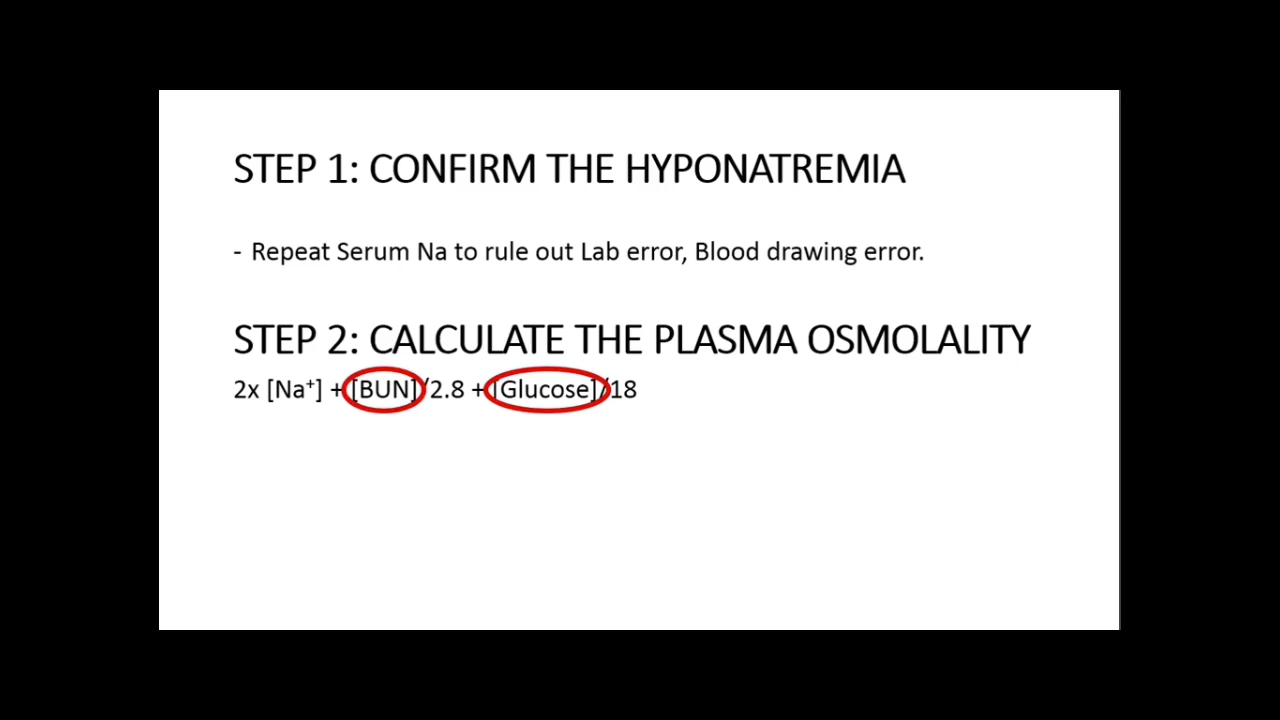 STEP 1: CONFIRM THE HYPONATREMIA
- Repeat Serum Na to rule out Lab error, Blood drawing error.
STEP 2: CALCULATE THE PLASMA OSMOLALITY
2x [Na⁺] + [BUN]/2.8 + [Glucose]/18